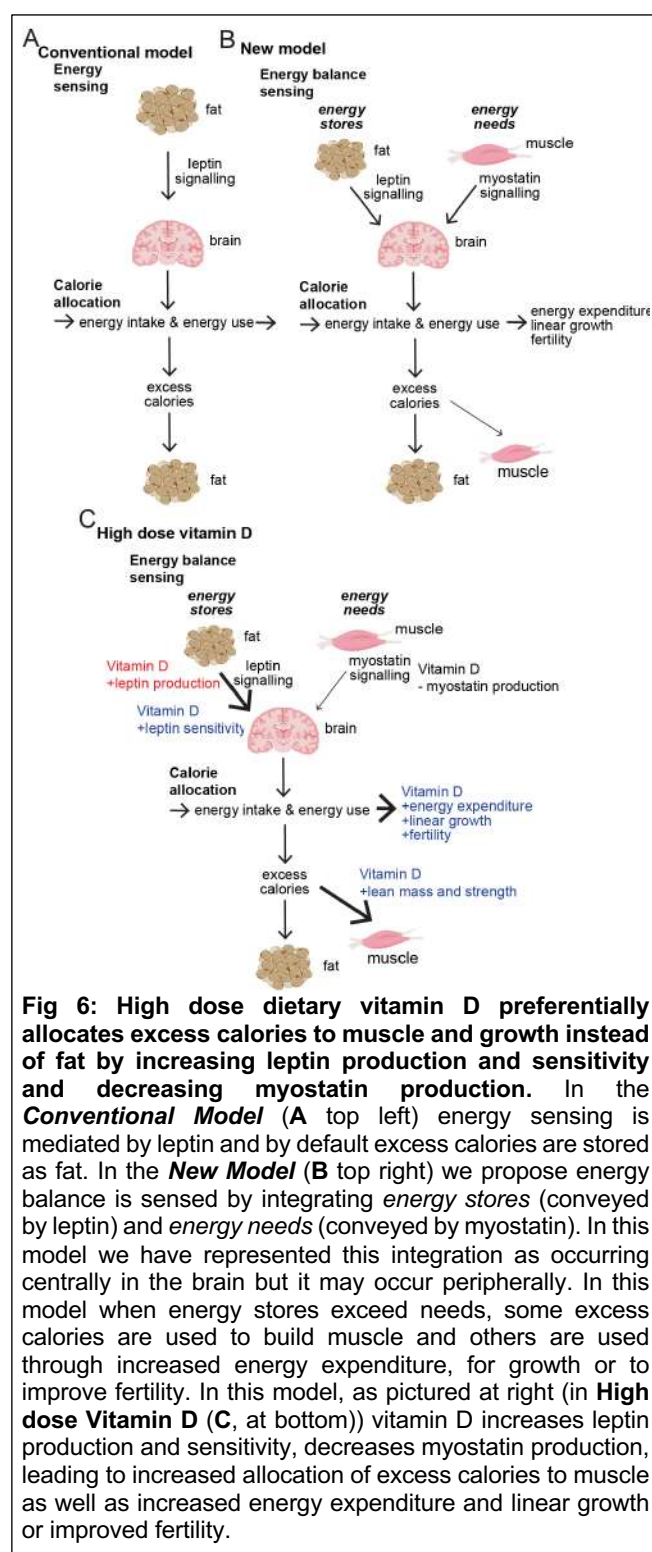 A
Conventional model
Energy
sensing
fat
leptin
signalling
brain
Calorie
allocation
energy intake & energy use
excess
calories
fat
B
New model
Energy balance
sensing
energy
stores
energy
needs
fat
muscle
leptin
signalling
myostatin
signalling
brain
Calorie
allocation
energy intake & energy use
energy expenditure
linear growth
fertility
excess
calories
fat
muscle
C
High dose vitamin D
Energy balance
sensing
energy
stores
energy
needs
fat
muscle
Vitamin D
+leptin production
leptin
signalling
myostatin
signalling
Vitamin D
- myostatin production
Vitamin D
+leptin sensitivity
brain
Calorie
allocation
energy intake & energy use
Vitamin D
+energy expenditure
+linear growth
+fertility
excess
calories
Vitamin D
+lean mass and strength
fat
muscle
Fig 6: High dose dietary vitamin D preferentially
allocates excess calories to muscle and growth instead
of fat by increasing leptin production and sensitivity
and decreasing myostatin production. In the
Conventional Model (A top left) energy sensing is
mediated by leptin and by default excess calories are stored
as fat. In the New Model (B top right) we propose energy
balance is sensed by integrating energy stores (conveyed
by leptin) and energy needs (conveyed by myostatin). In this
model we have represented this integration as occurring
centrally in the brain but it may occur peripherally. In this
model when energy stores exceed needs, some excess
calories are used to build muscle and others are used
through increased energy expenditure, for growth or to
improve fertility. In this model, as pictured at right (in High
dose Vitamin D (C, at bottom)) vitamin D increases leptin
production and sensitivity, decreases myostatin production,
leading to increased allocation of excess calories to muscle
as well as increased energy expenditure and linear growth
or improved fertility.